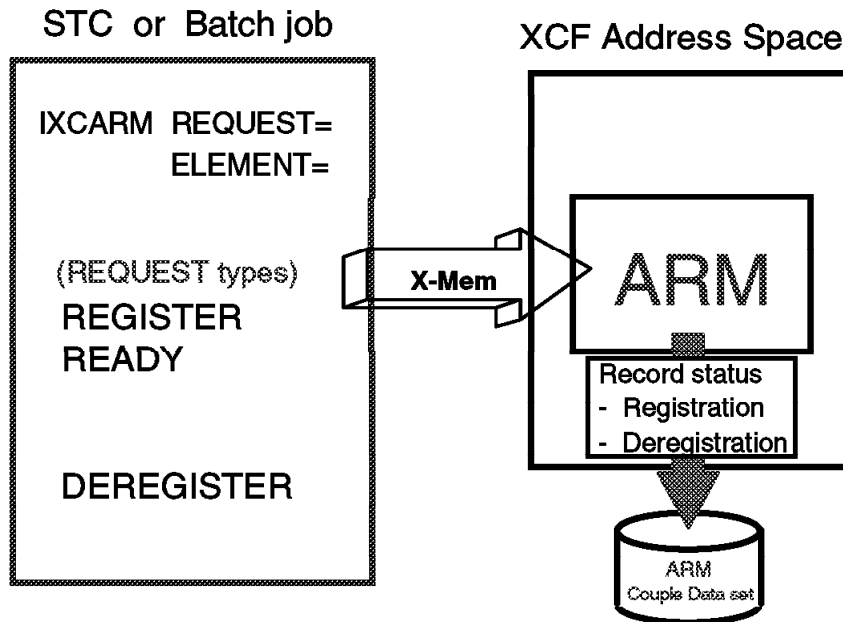 STC or Batch job
IXCARM REQUEST=
ELEMENT=
(REQUEST types)
REGISTER
READY
DEREGISTER
X-Mem
XCF Address Space
ARM
Record status
- Registration
- Deregistration
ARM
Couple Data set